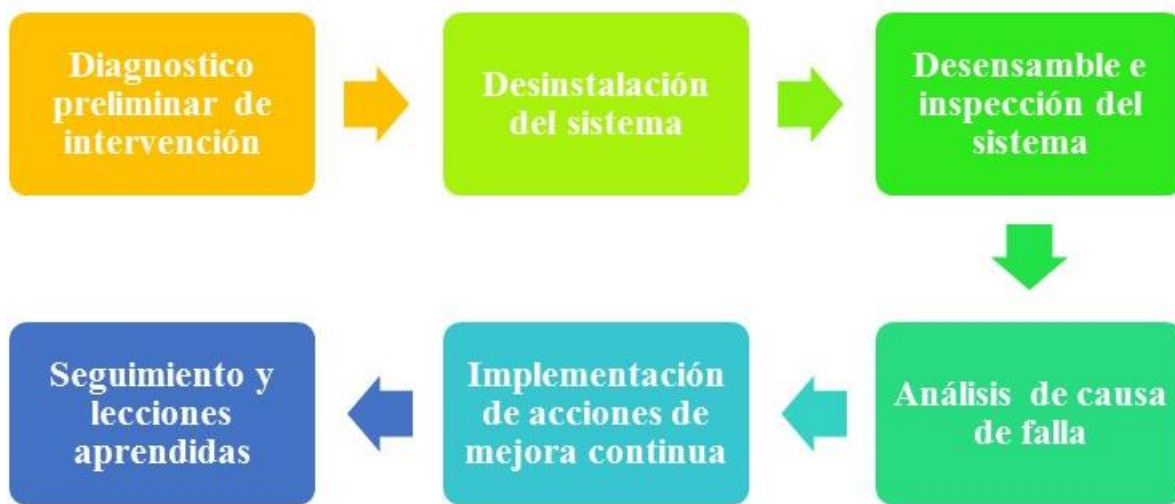 Diagnostico
preliminar de
intervención
Desinstalación
del sistema
Desensamble e
inspección del
sistema
Análisis de causa
de falla
Implementación
de acciones de
mejora continua
Seguimiento y
lecciones
aprendidas